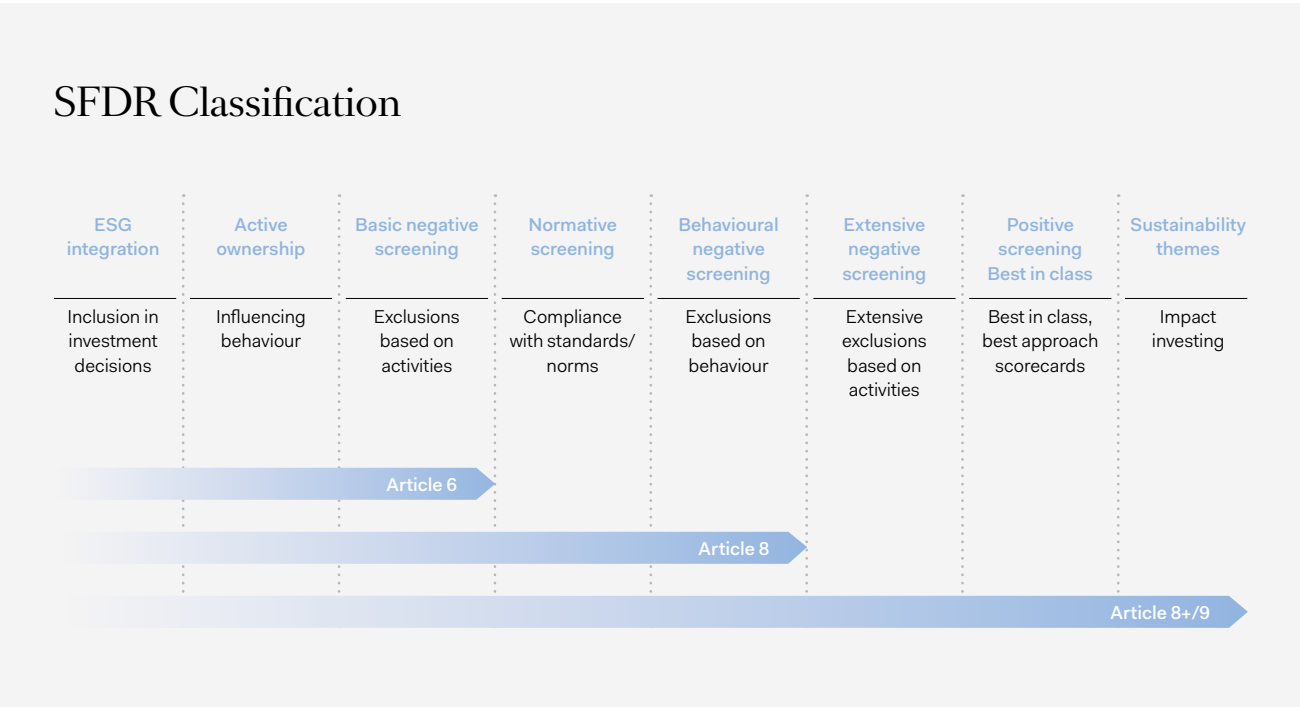 SFDR Classification
ESG
integration
Active
ownership
Basic negative
screening
Normative
screening
Behavioural
negative
screening
Extensive
negative
screening
Positive
screening
Best in class
Sustainability
themes
Inclusion in
investment
decisions
Influencing
behaviour
Exclusions
based on
activities
Compliance
with standards/
norms
Exclusions
based on
behaviour
Extensive
exclusions
based on
activities
Best in class,
best approach
scorecards
Impact
investing
Article 6
Article 8
Article 8+/9